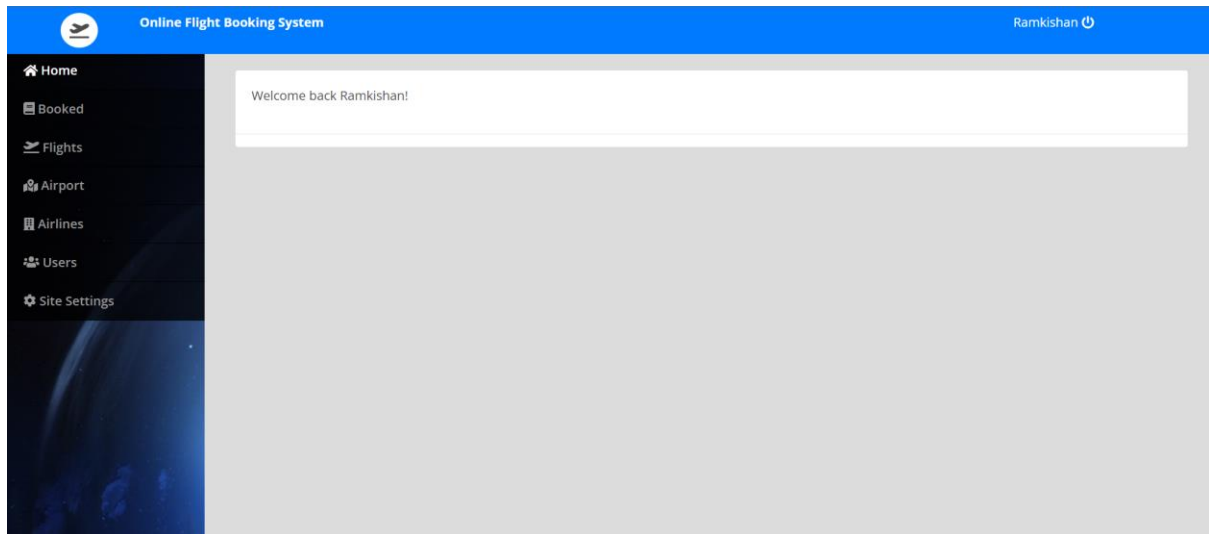 Online Flight Booking System
Ramkishan
Home
Booked
Flights
Airport
Airlines
Users
Site Settings
Welcome back Ramkishan!